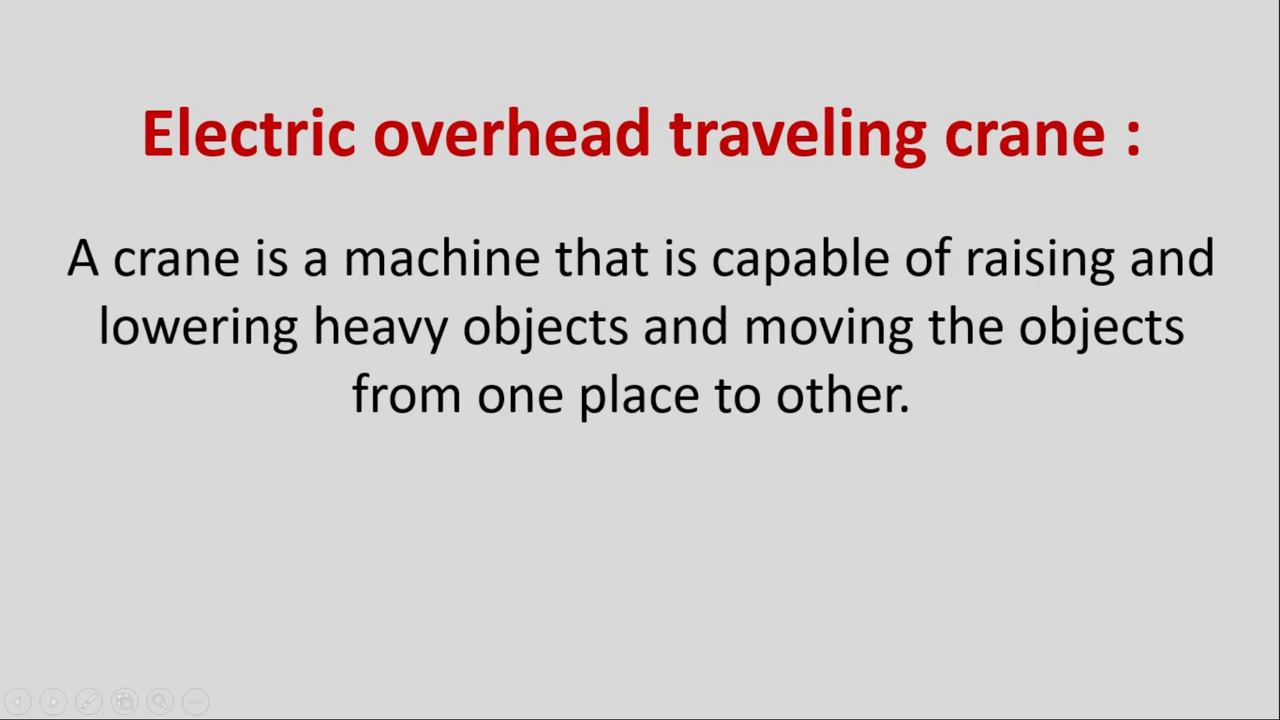 Electric overhead traveling crane :
A crane is a machine that is capable of raising and
lowering heavy objects and moving the objects
from one place to other.